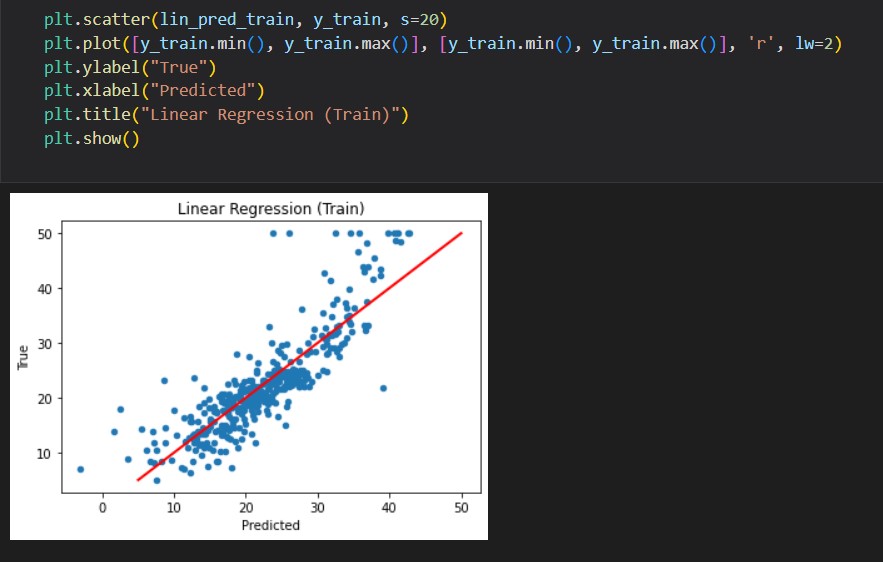 plt.scatter(lin_pred_train, y_train, s=20)
plt.plot([y_train.min(), y_train.max()], [y_train.min(), y_train.max()], 'r', lw=2)
plt.ylabel("True")
plt.xlabel("Predicted")
plt.title("Linear Regression (Train)")
plt.show()
Linear Regression (Train)
50
40
30
20
10
True
0 10 20 30 40 50
Predicted